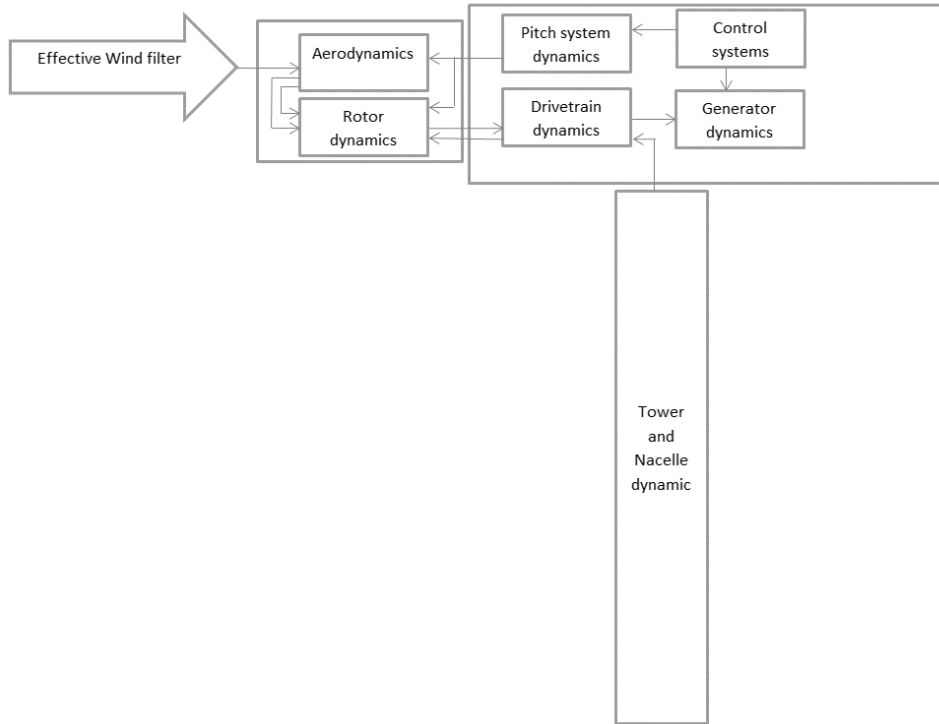 Effective Wind filter
Aerodynamics
Rotor
dynamics
Pitch system
dynamics
Control
systems
Drivetrain
dynamics
Generator
dynamics
Tower
and
Nacelle
dynamic